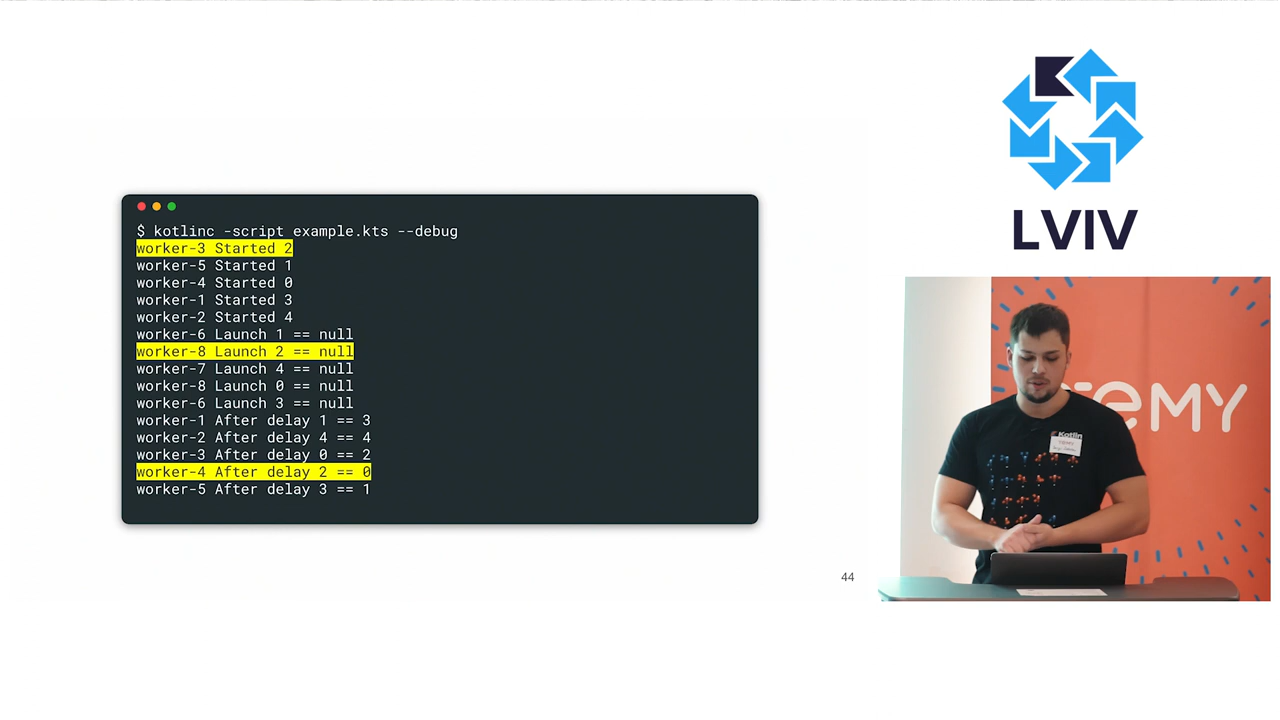 $ kotlinc -script example.kts --debug
worker-3 Started 2
worker-5 Started 1
worker-4 Started 0
worker-1 Started 3
worker-2 Started 4
worker-6 Launch 1 == null
worker-8 Launch 2 == null
worker-7 Launch 4 == null
worker-8 Launch 0 == null
worker-6 Launch 3 == null
worker-1 After delay 1 == 3
worker-2 After delay 4 == 4
worker-3 After delay 0 == 2
worker-4 After delay 2 == 0
worker-5 After delay 3 == 1
44
LVIV
eMY
Kotlin